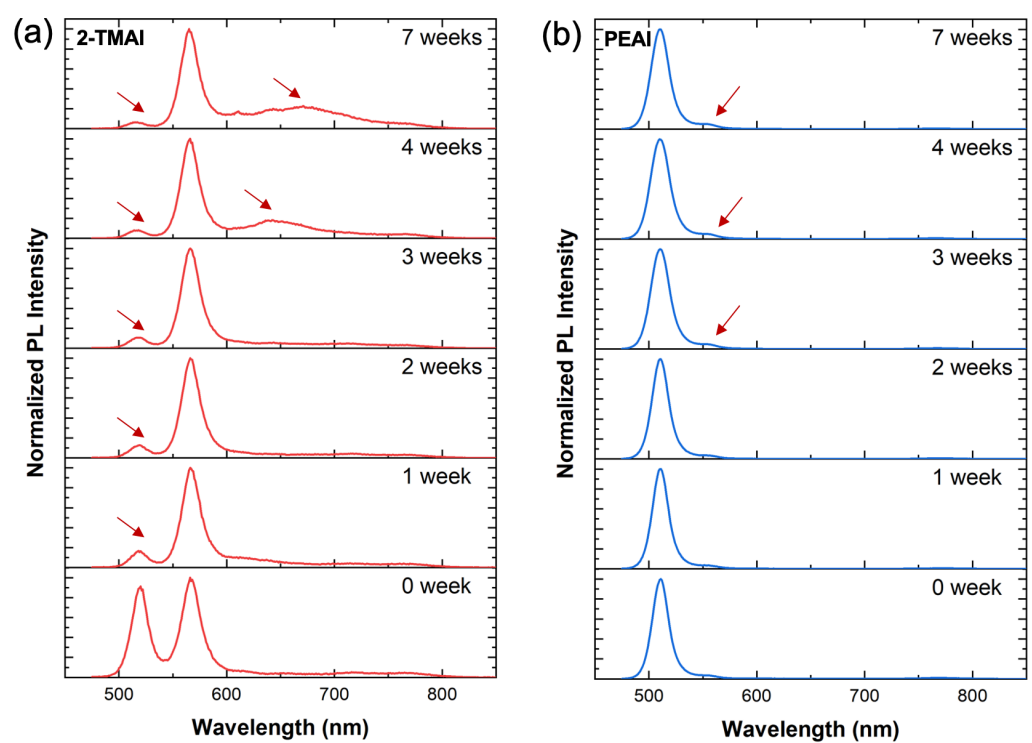 (a)
2-TMAI
7 weeks
4 weeks
3 weeks
2 weeks
1 week
0 week
Normalized PL Intensity
500 600 700 800
Wavelength (nm)
(b)
PEAI
7 weeks
4 weeks
3 weeks
2 weeks
1 week
0 week
Normalized PL Intensity
500 600 700 800
Wavelength (nm)